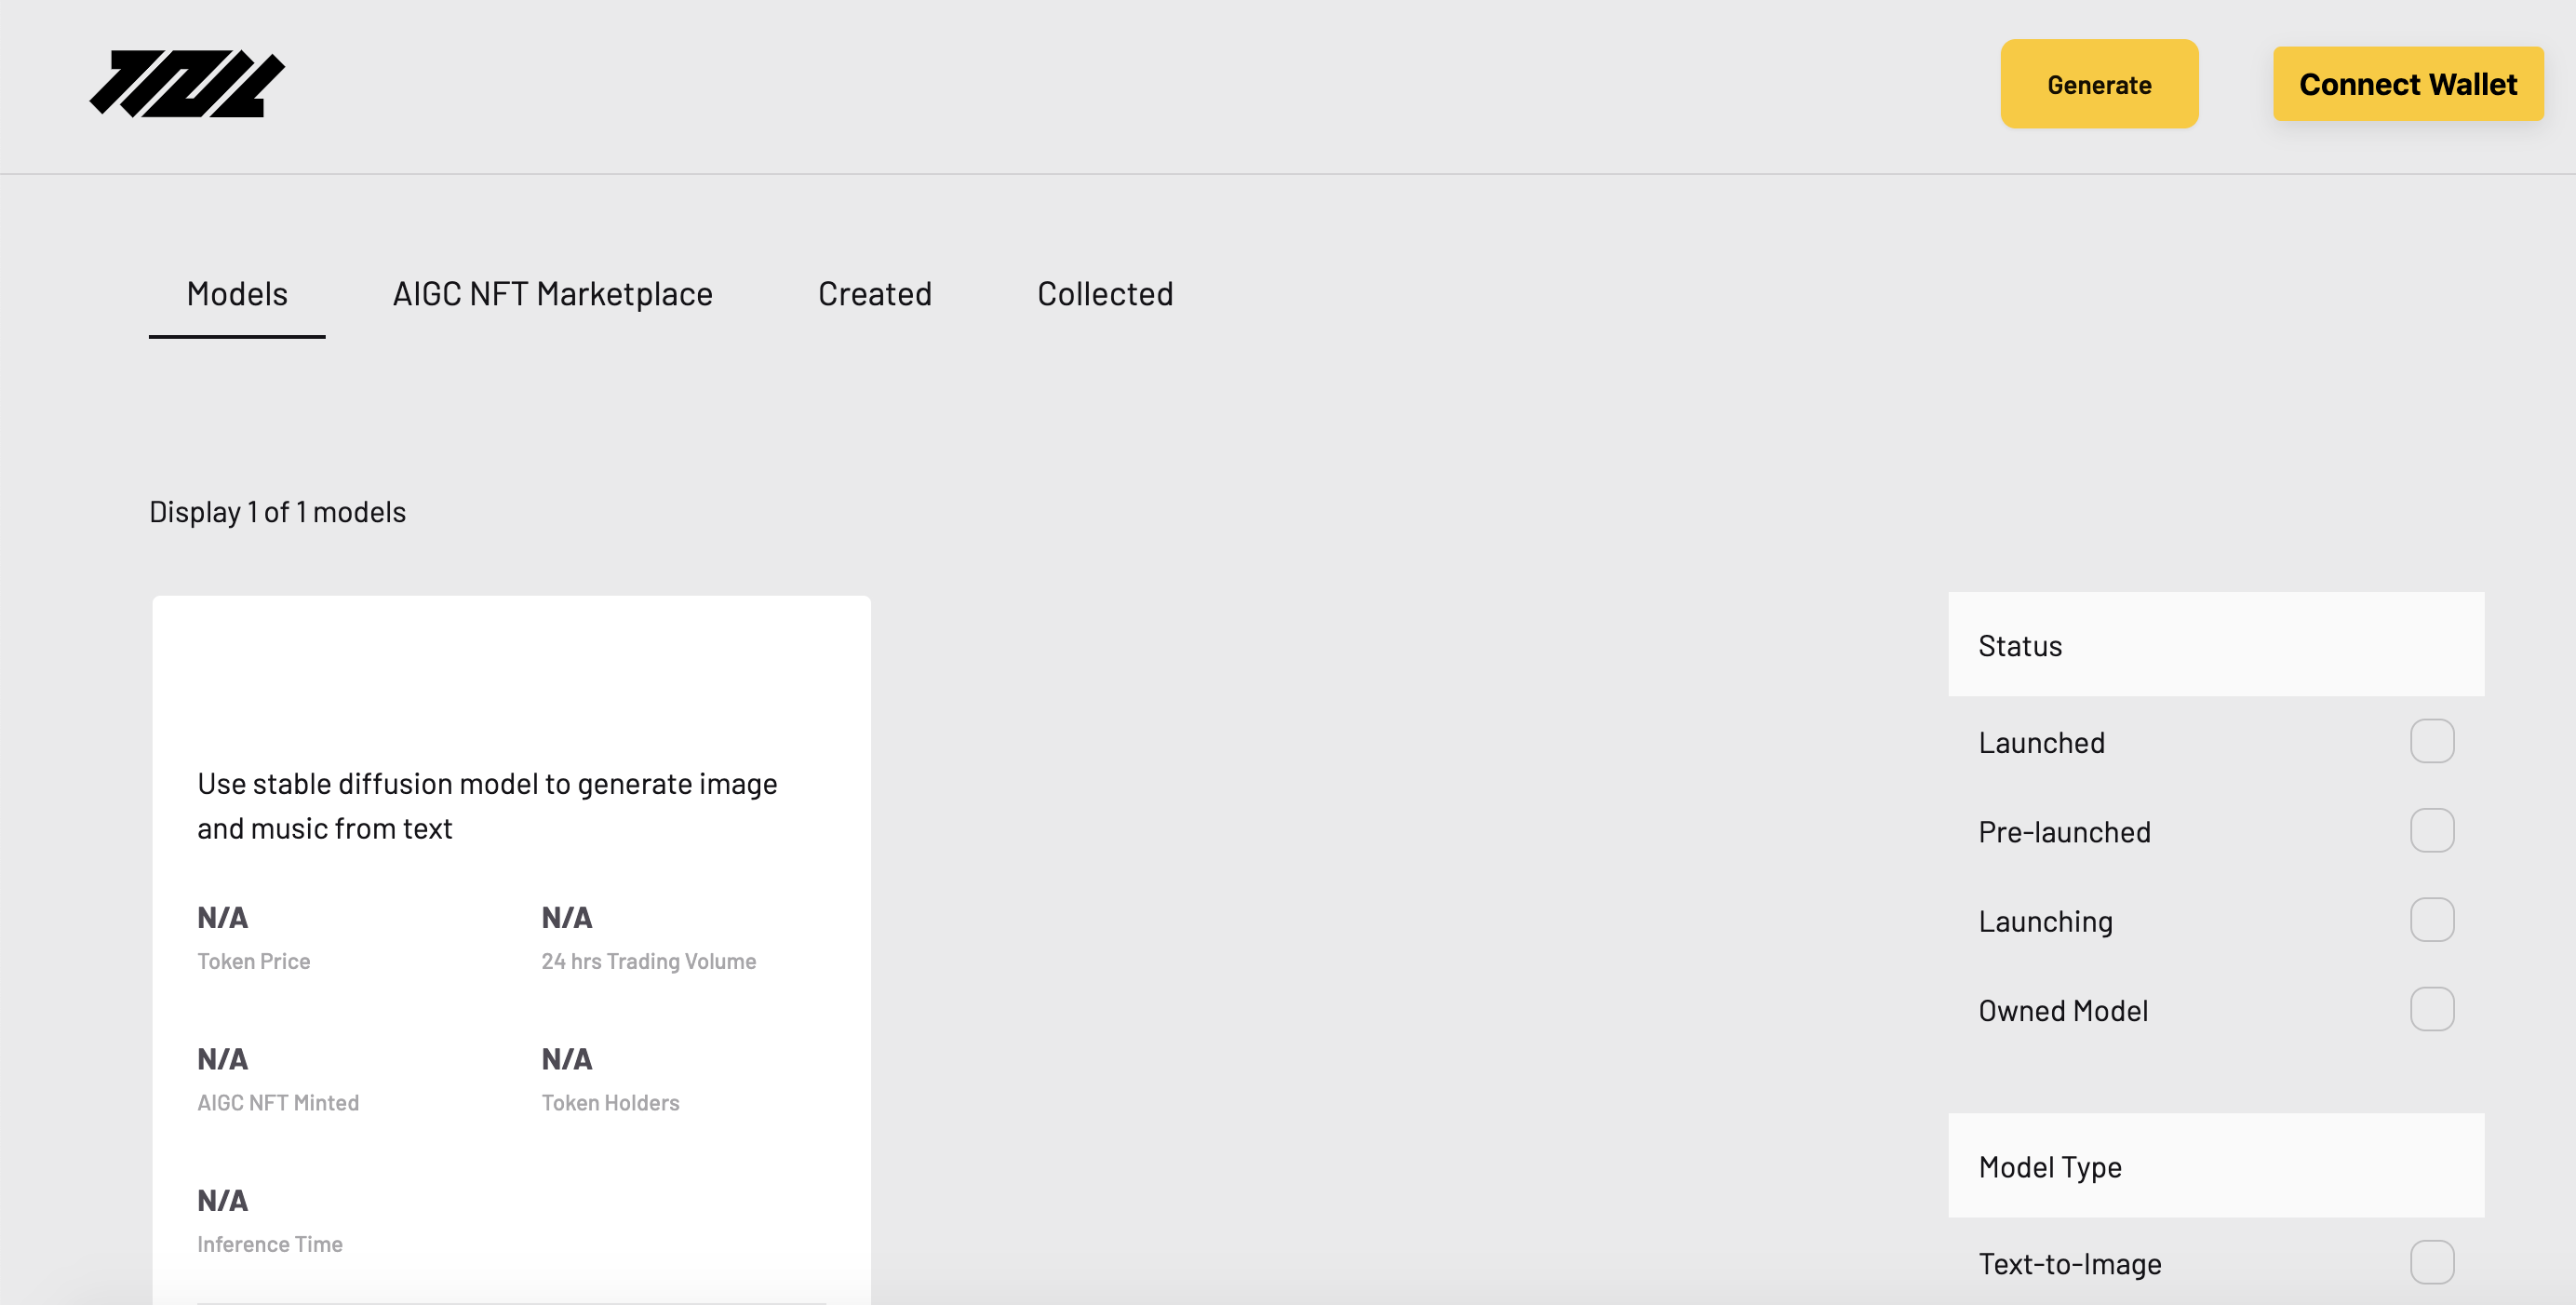 Generate
Connect Wallet
Models
AIGC NFT Marketplace
Created
Collected
Display 1 of 1 models
Use stable diffusion model to generate image
and music from text
N/A
Token Price
N/A
24 hrs Trading Volume
N/A
AIGC NFT Minted
N/A
Token Holders
N/A
Inference Time
Status
Launched
Pre-launched
Launching
Owned Model
Model Type
Text-to-Image